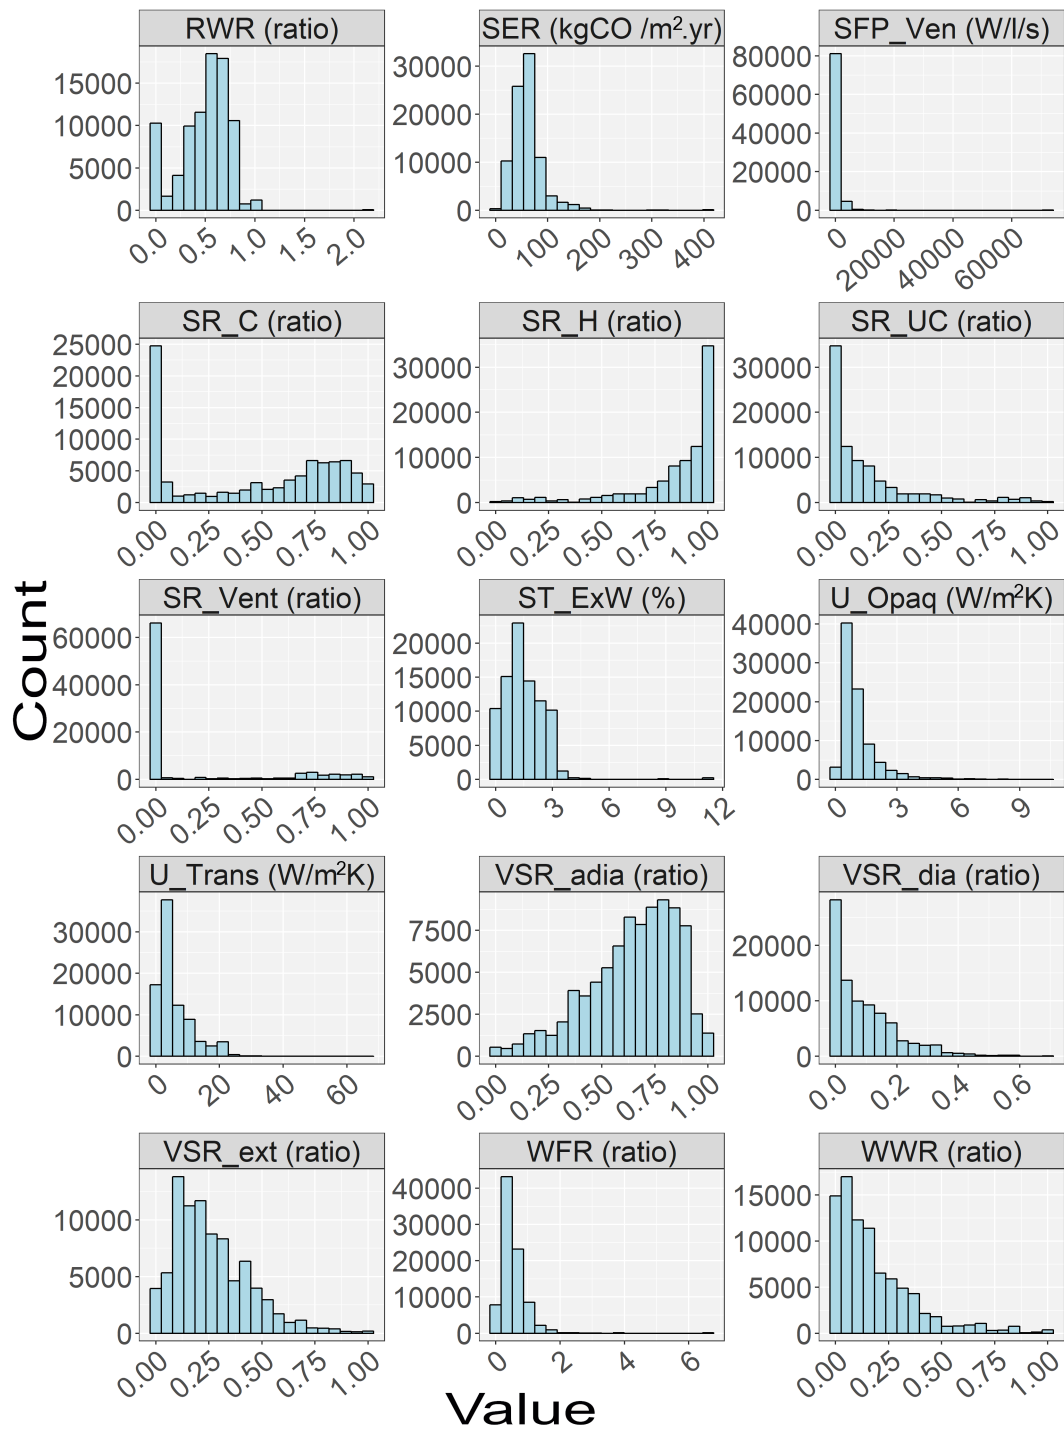 RWR (ratio)
15000
10000
5000
0
0.0 0.5 1.0 1.5 2.0
SER (kgCO /m².yr)
30000
20000
10000
0
0 100 200 300 400
SFP_Ven (W/l/s)
80000
60000
40000
20000
0
0 20000 40000 60000
SR_C (ratio)
25000
20000
15000
10000
5000
0
0.00 0.25 0.50 0.75 1.00
SR_H (ratio)
30000
20000
10000
0
0.00 0.25 0.50 0.75 1.00
SR_UC (ratio)
30000
20000
10000
0
0.00 0.25 0.50 0.75 1.00
Count
SR_Vent (ratio)
60000
40000
20000
0
0.00 0.25 0.50 0.75 1.00
ST_ExW (%)
20000
15000
10000
5000
0
0 3 6 9 12
U_Opaq (W/m²K)
40000
30000
20000
10000
0
0 3 6 9
U_Trans (W/m²K)
30000
20000
10000
0
0 20 40 60
VSR_adia (ratio)
7500
5000
2500
0
0.00 0.25 0.50 0.75 1.00
VSR_dia (ratio)
20000
10000
0
0.0 0.2 0.4 0.6
VSR_ext (ratio)
10000
5000
0
0.00 0.25 0.50 0.75 1.00
WFR (ratio)
40000
30000
20000
10000
0
0 2 4 6
WWR (ratio)
15000
10000
5000
0
0.00 0.25 0.50 0.75 1.00
Value